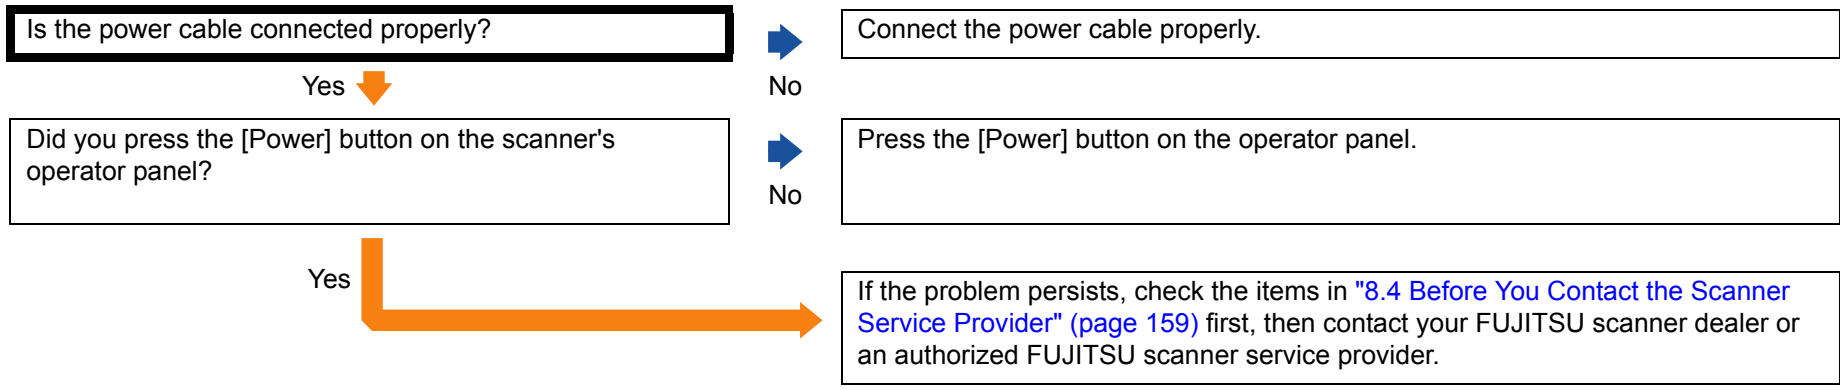 Is the power cable connected properly?
Connect the power cable properly.
Yes
No
Did you press the [Power] button on the scanner's
operator panel?
Press the [Power] button on the operator panel.
No
Yes
If the problem persists, check the items in "8.4 Before You Contact the Scanner
Service Provider" (page 159) first, then contact your FUJITSU scanner dealer or
an authorized FUJITSU scanner service provider.